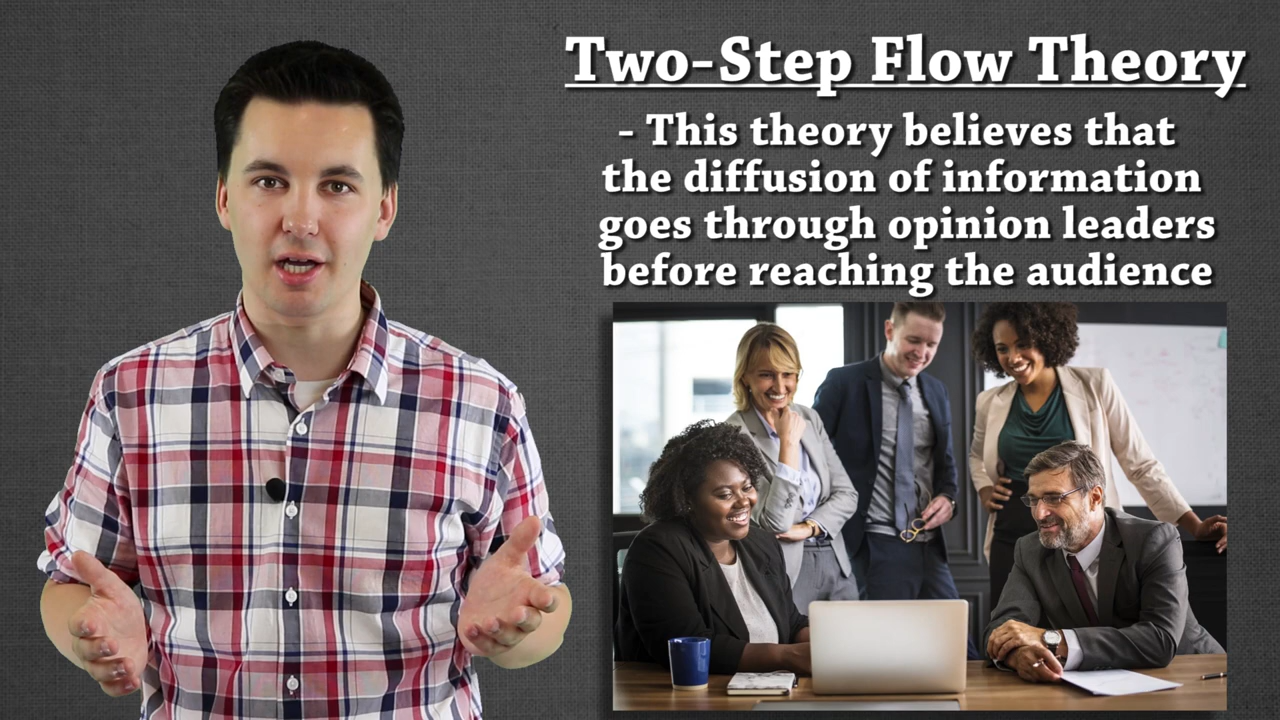 Two-Step Flow Theory
- This theory believes that
the diffusion of information
goes through opinion leaders
before reaching the audience